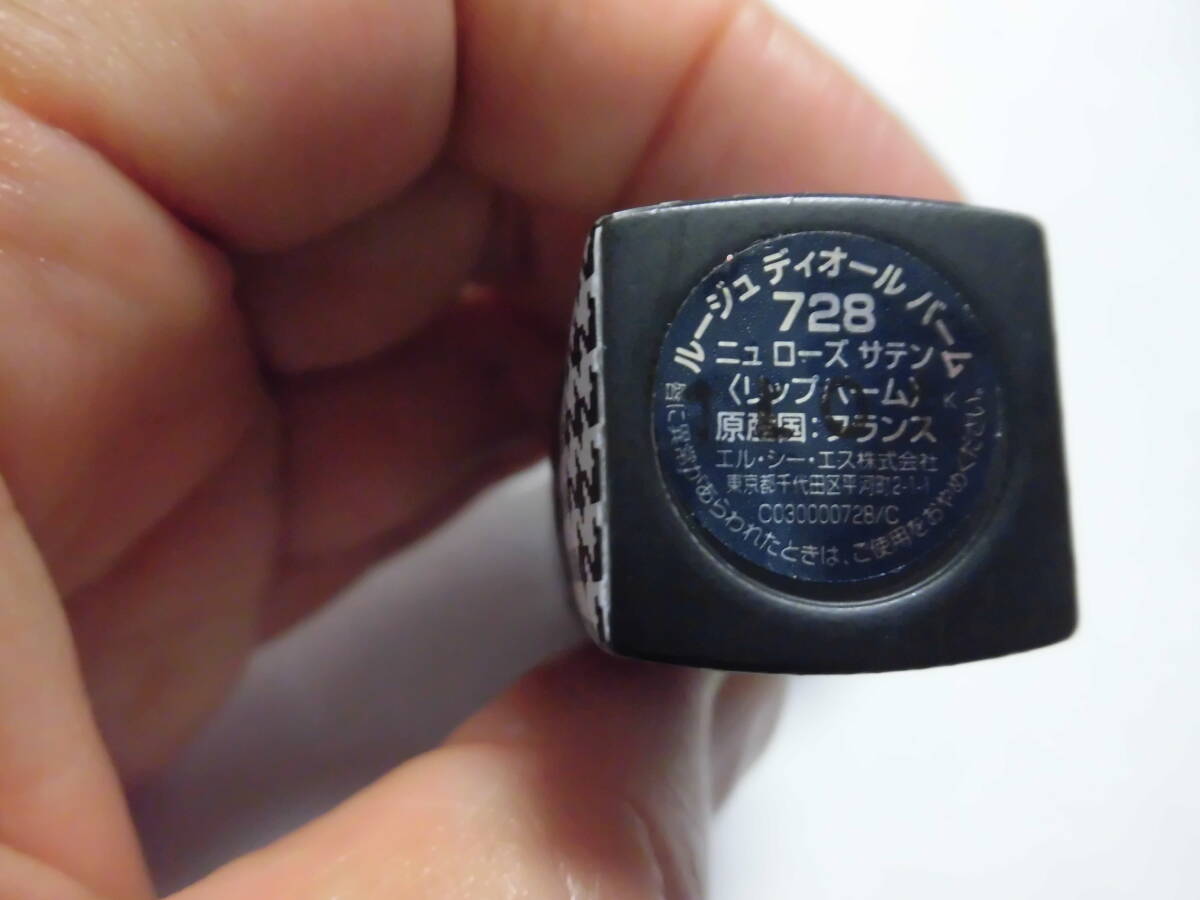 ルージュ ディオール バーム
728
ニュ ローズ サテン
〈リップバーム〉
K
原産国:フランス
エル・シー・エス株式会社
東京都千代田区平河町2-1-1
C030000728/C
唇に異常があらわれたときは、ご使用をおやめください。